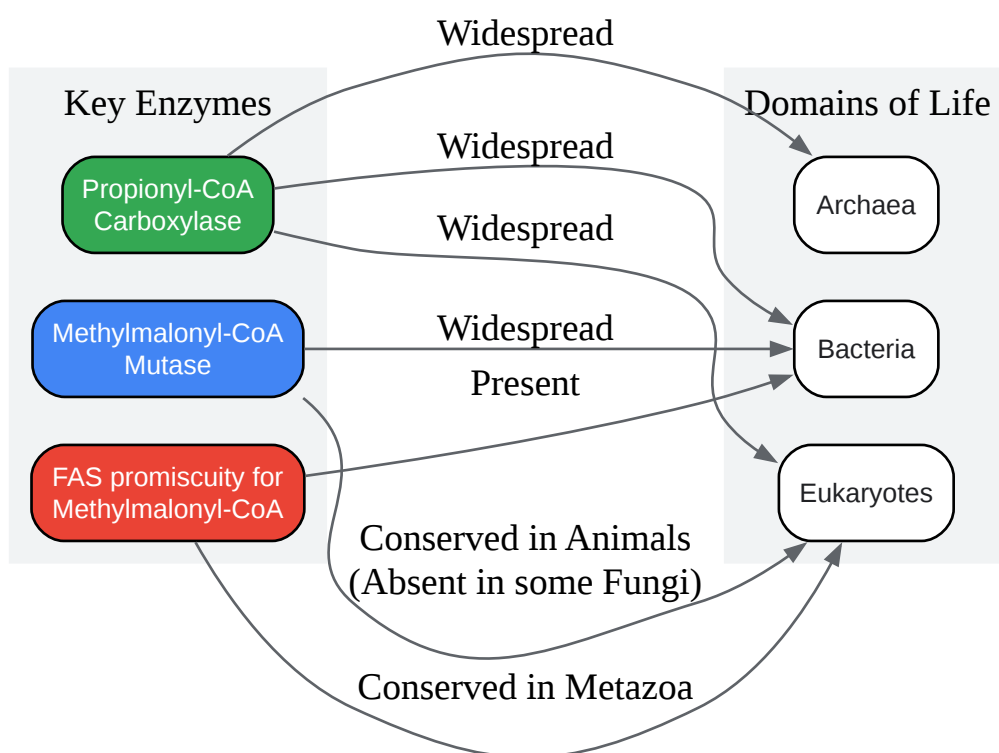 Widespread
Key Enzymes
Domains of Life
Widespread
Propionyl-CoA
Carboxylase
Archaea
Widespread
Methylmalonyl-CoA
Mutase
Widespread
Bacteria
Present
FAS promiscuity for
Methylmalonyl-CoA
Eukaryotes
Conserved in Animals
(Absent in some Fungi)
Conserved in Metazoa